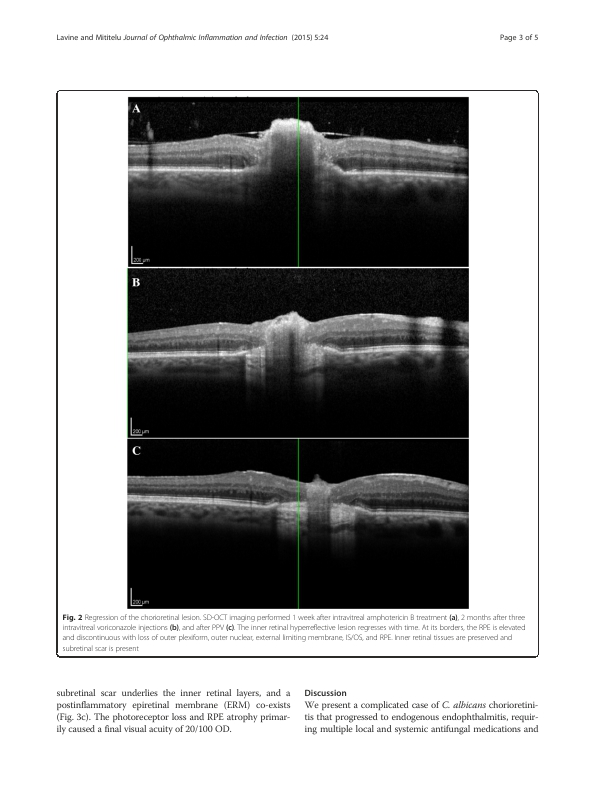 Lavine and Mititelu Journal of Ophthalmic Inflammation and Infection (2015) 5:24
Page 3 of 5
A
200 µm
B
200 µm
C
200 µm
Fig. 2 Regression of the chorioretinal lesion. SD-OCT imaging performed 1 week after intravitreal amphotericin B treatment (a), 2 months after three
intravitreal voriconazole injections (b), and after PPV (c). The inner retinal hyperreflective lesion regresses with time. At its borders, the RPE is elevated
and discontinuous with loss of outer plexiform, outer nuclear, external limiting membrane, IS/OS, and RPE. Inner retinal tissues are preserved and
subretinal scar is present
subretinal scar underlies the inner retinal layers, and a
postinflammatory epiretinal membrane (ERM) co-exists
(Fig. 3c). The photoreceptor loss and RPE atrophy primar-
ily caused a final visual acuity of 20/100 OD.
Discussion
We present a complicated case of C. albicans chorioretini-
tis that progressed to endogenous endophthalmitis, requir-
ing multiple local and systemic antifungal medications and